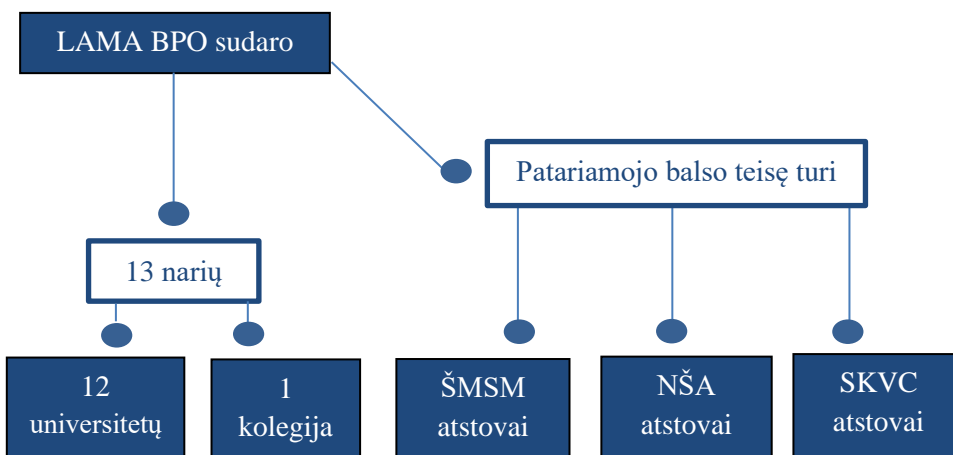 LAMA BPO sudaro
Patariamojo balso teisę turi
13 narių
12
universitetų
1
kolegija
ŠMSM
atstovai
NŠA
atstovai
SKVC
atstovai